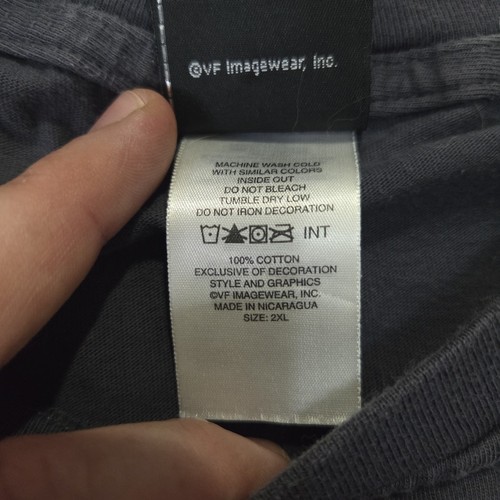 ©VF Imagewear, Inc.
MACHINE WASH COLD
WITH SIMILAR COLORS
INSIDE OUT
DO NOT BLEACH
TUMBLE DRY LOW
DO NOT IRON DECORATION
INT
100% COTTON
EXCLUSIVE OF DECORATION
STYLE AND GRAPHICS
©VF IMAGEWEAR, INC.
MADE IN NICARAGUA
SIZE: 2XL